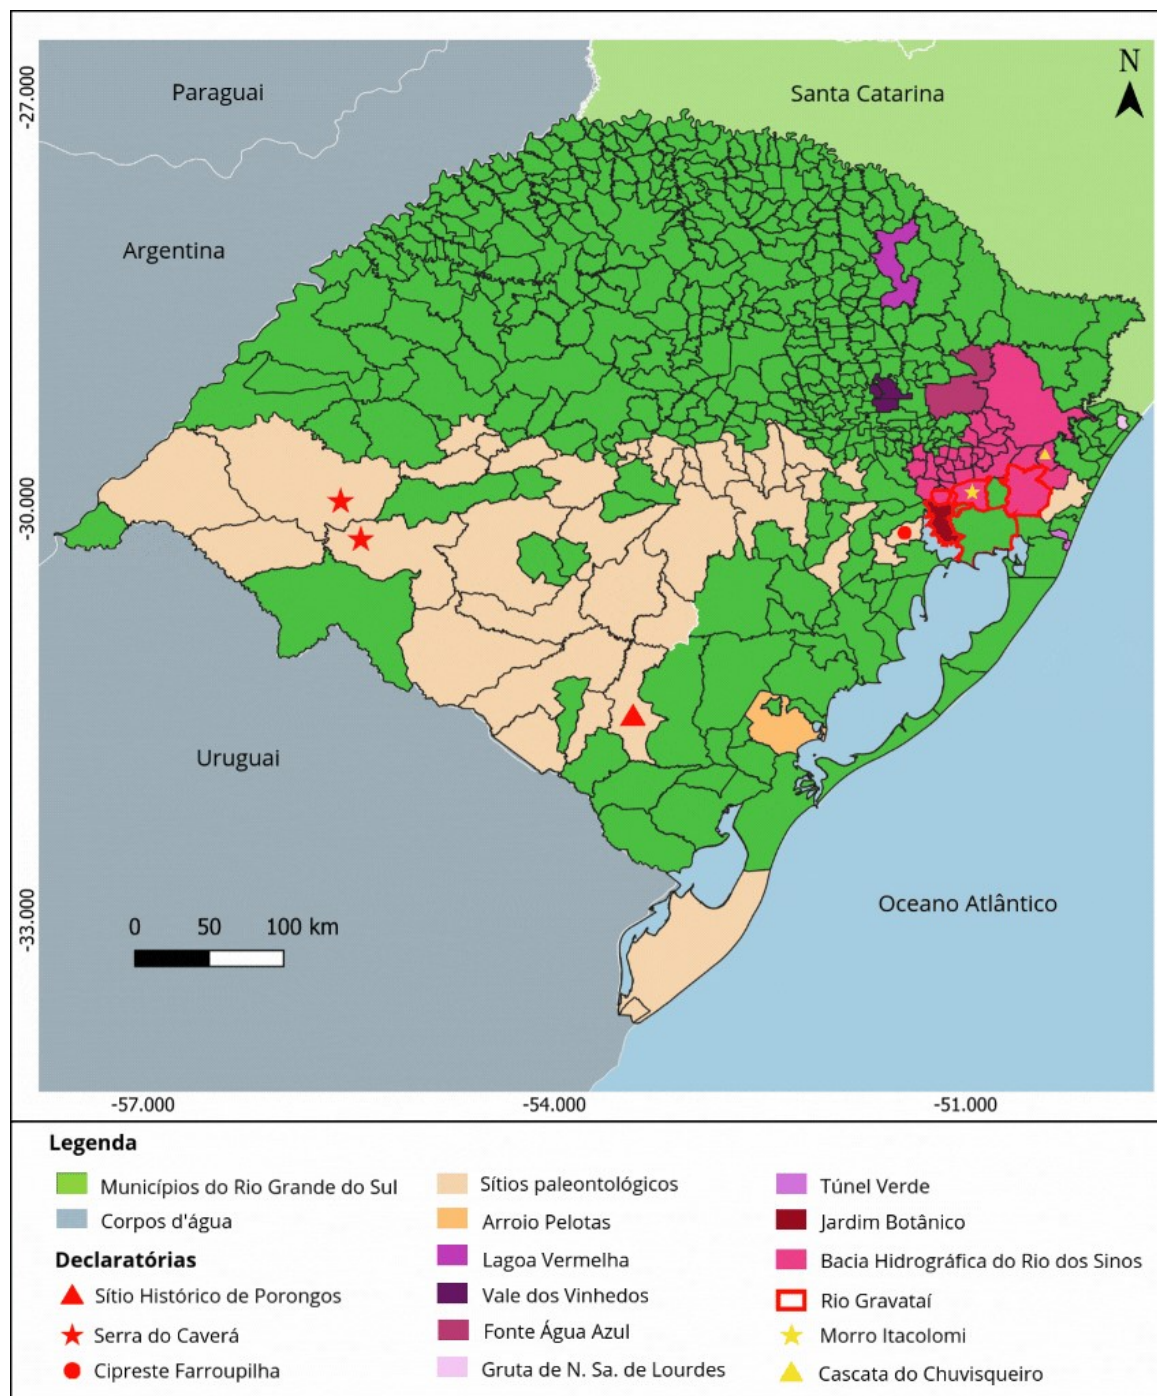 N
Paraguai
Santa Catarina
-27.000
Argentina
-30.000
Uruguai
Oceano Atlântico
-33.000
0 50 100 km
-57.000 -54.000 -51.000
Legenda
Municípios do Rio Grande do Sul
Corpos d'água
Declaratórias
Sítio Histórico de Porongos
Serra do Caverá
Cipreste Farroupilha
Sítios paleontológicos
Arroio Pelotas
Lagoa Vermelha
Vale dos Vinhedos
Fonte Água Azul
Gruta de N. Sa. de Lourdes
Túnel Verde
Jardim Botânico
Bacia Hidrográfica do Rio dos Sinos
Rio Gravataí
Morro Itacolomi
Cascata do Chuvisqueiro